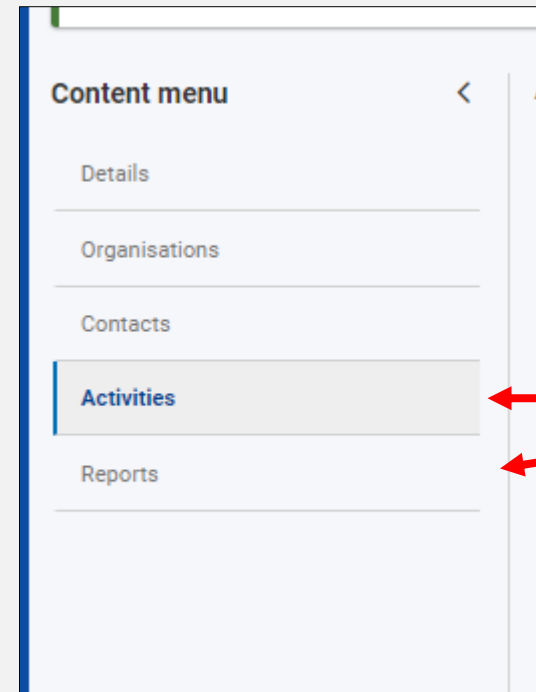 Content menu
Details
Organisations
Contacts
Activities
Reports